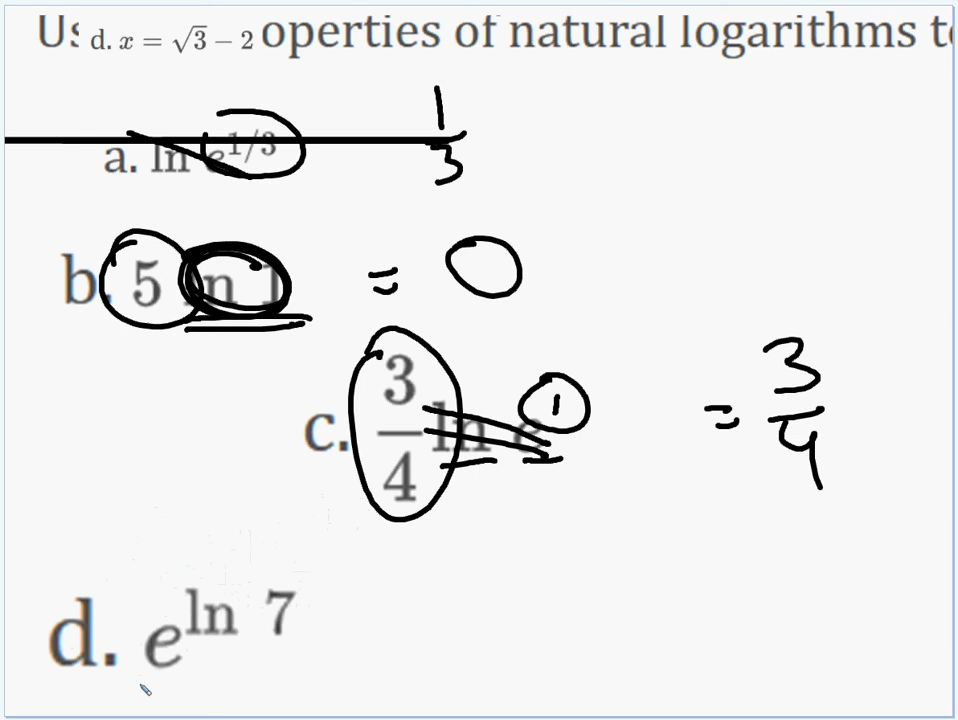 Us d. x = √3 − 2 operties of natural logarithms t
1/3
a. ln e^1/3
b. 5 ln 1 = 0
c. 3/4 ln e 1 = 3/4
d. e^ln 7